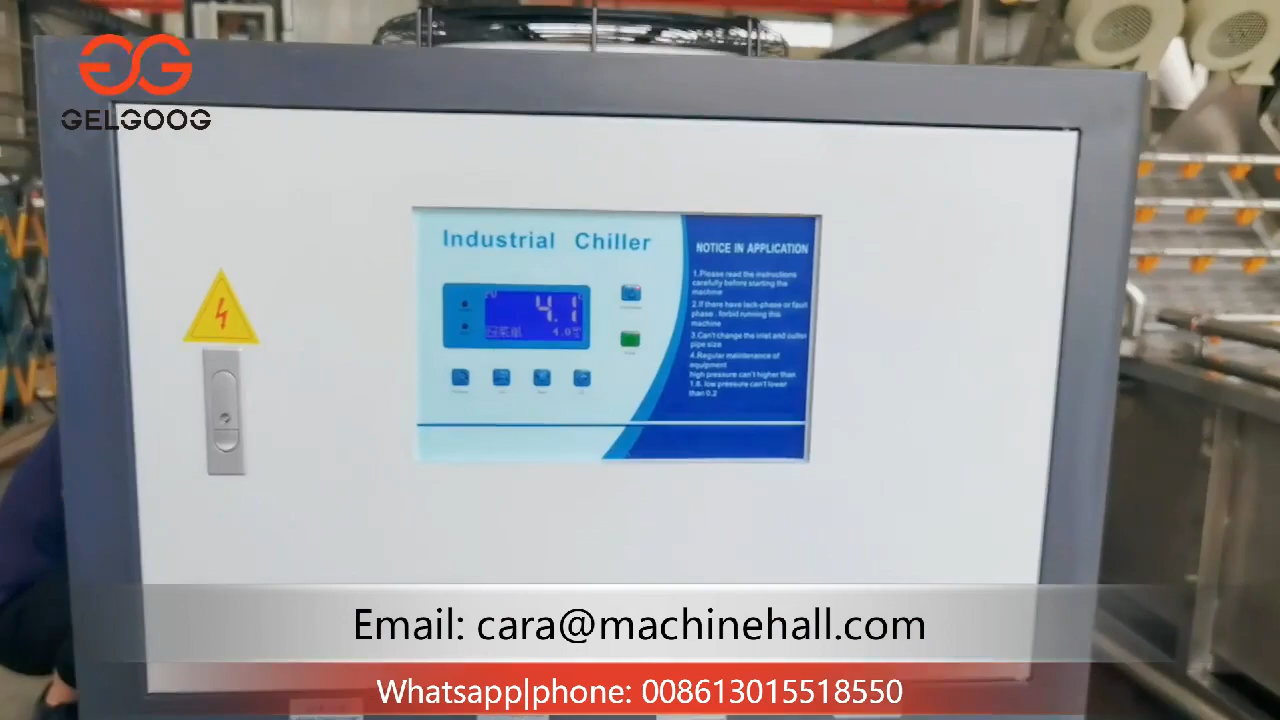 GELGOOG
Industrial Chiller
4.1
4.0
NOTICE IN APPLICATION
1.Please read the instructions
carefully before starting the
machine
2.If there have lack-phase or fault
phase . forbid running this
machine
3.Can't change the inlet and outlet
pipe size
4.Regular maintenance of
equipment
high pressure can't higher than
1.8. low pressure can't lower
than 0.2
Email: cara@machinehall.com
Whatsapp|phone: 008613015518550